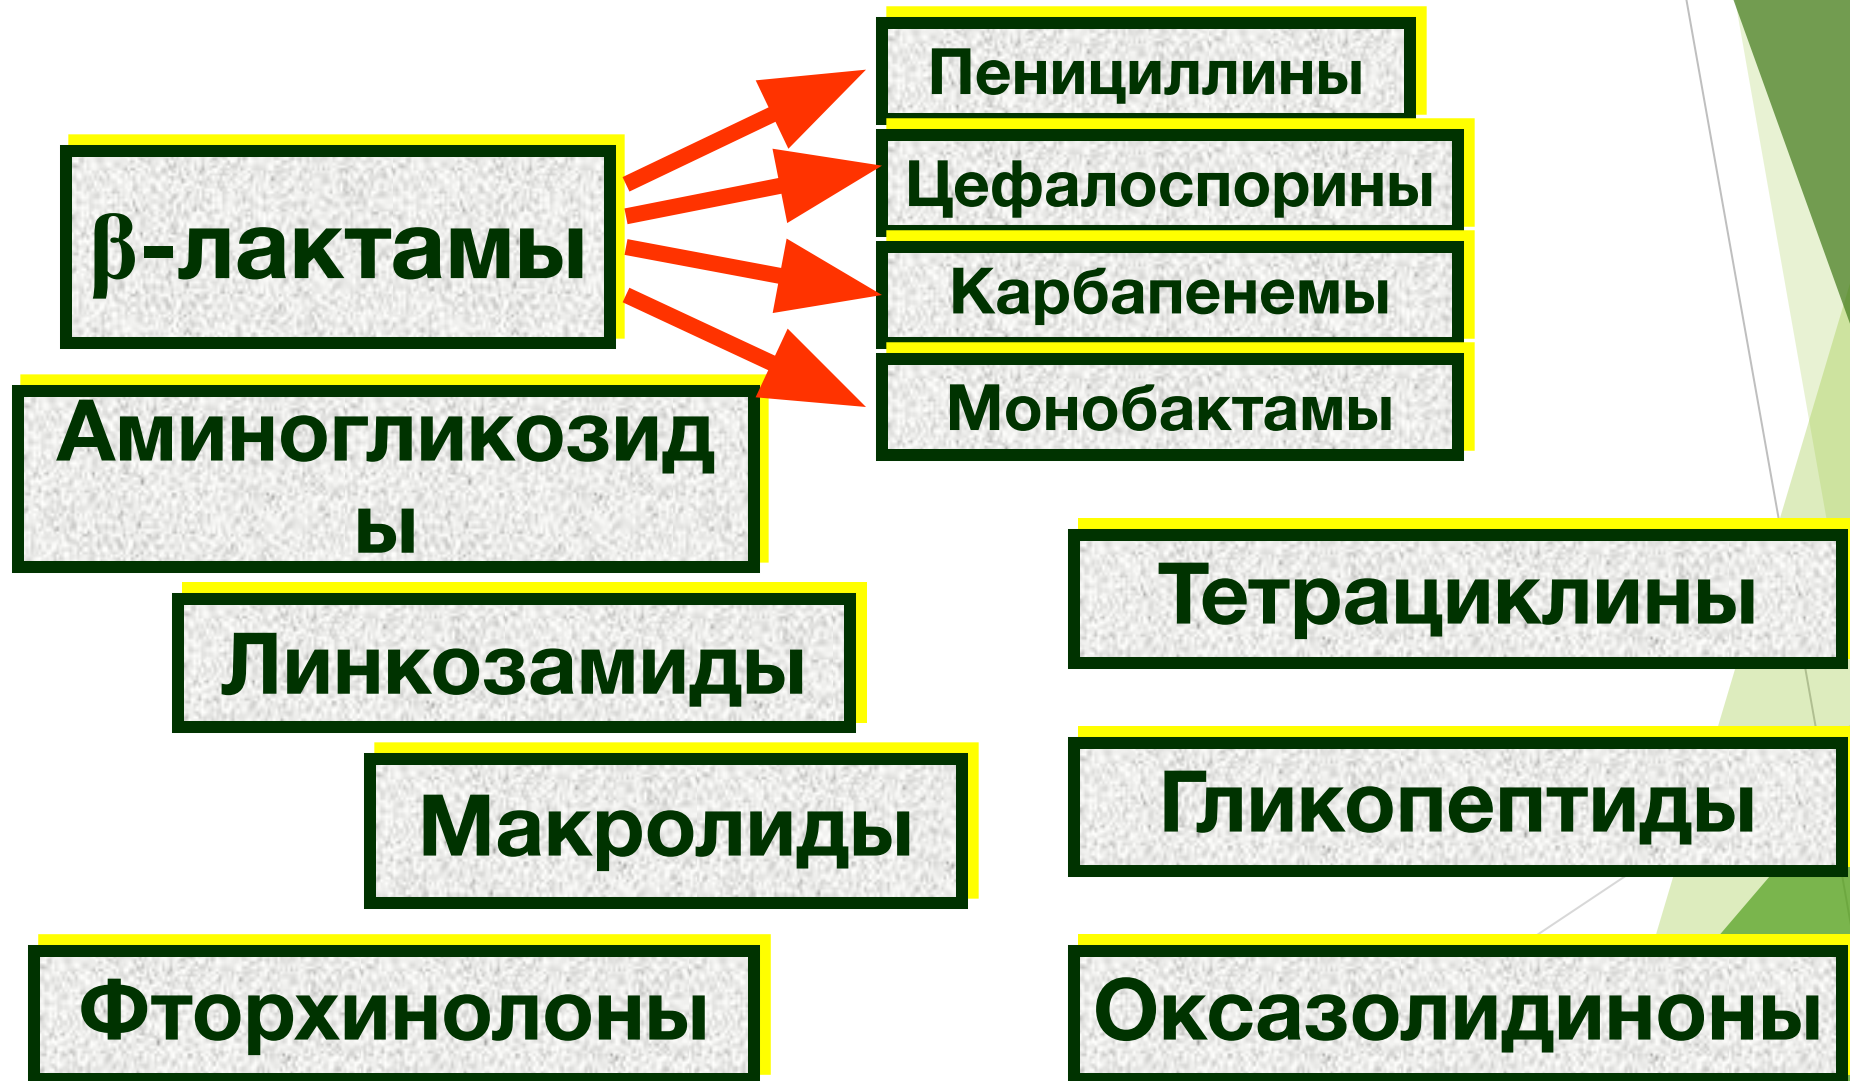 Пенициллины
Цефалоспорины
β-лактамы
Карбапенемы
Монобактамы
Аминогликозид
ы
Тетрациклины
Линкозамиды
Гликопептиды
Макролиды
Фторхинолоны
Оксазолидиноны